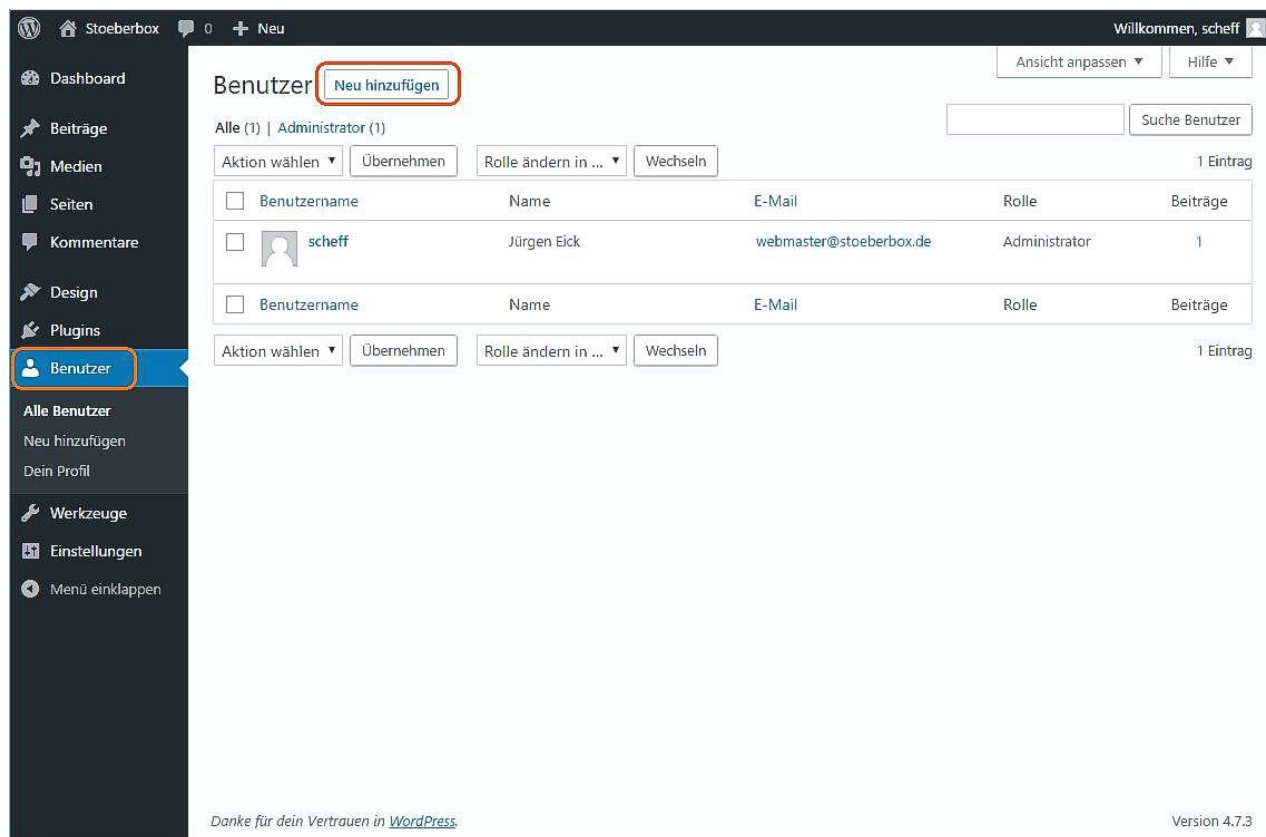 Stoeberbox 0 Neu Willkommen, scheff
Dashboard
Beiträge
Medien
Seiten
Kommentare
Design
Plugins
Benutzer
Alle Benutzer
Neu hinzufügen
Dein Profil
Werkzeuge
Einstellungen
Menü einklappen
Ansicht anpassen ▼ Hilfe ▼
Benutzer Neu hinzufügen
Suche Benutzer
Alle (1) | Administrator (1)
Aktion wählen ▼ Übernehmen Rolle ändern in ... ▼ Wechseln 1 Eintrag
Benutzername Name E-Mail Rolle Beiträge
scheff Jürgen Eick webmaster@stoeberbox.de Administrator 1
Benutzername Name E-Mail Rolle Beiträge
Aktion wählen ▼ Übernehmen Rolle ändern in ... ▼ Wechseln 1 Eintrag
Danke für dein Vertrauen in WordPress. Version 4.7.3